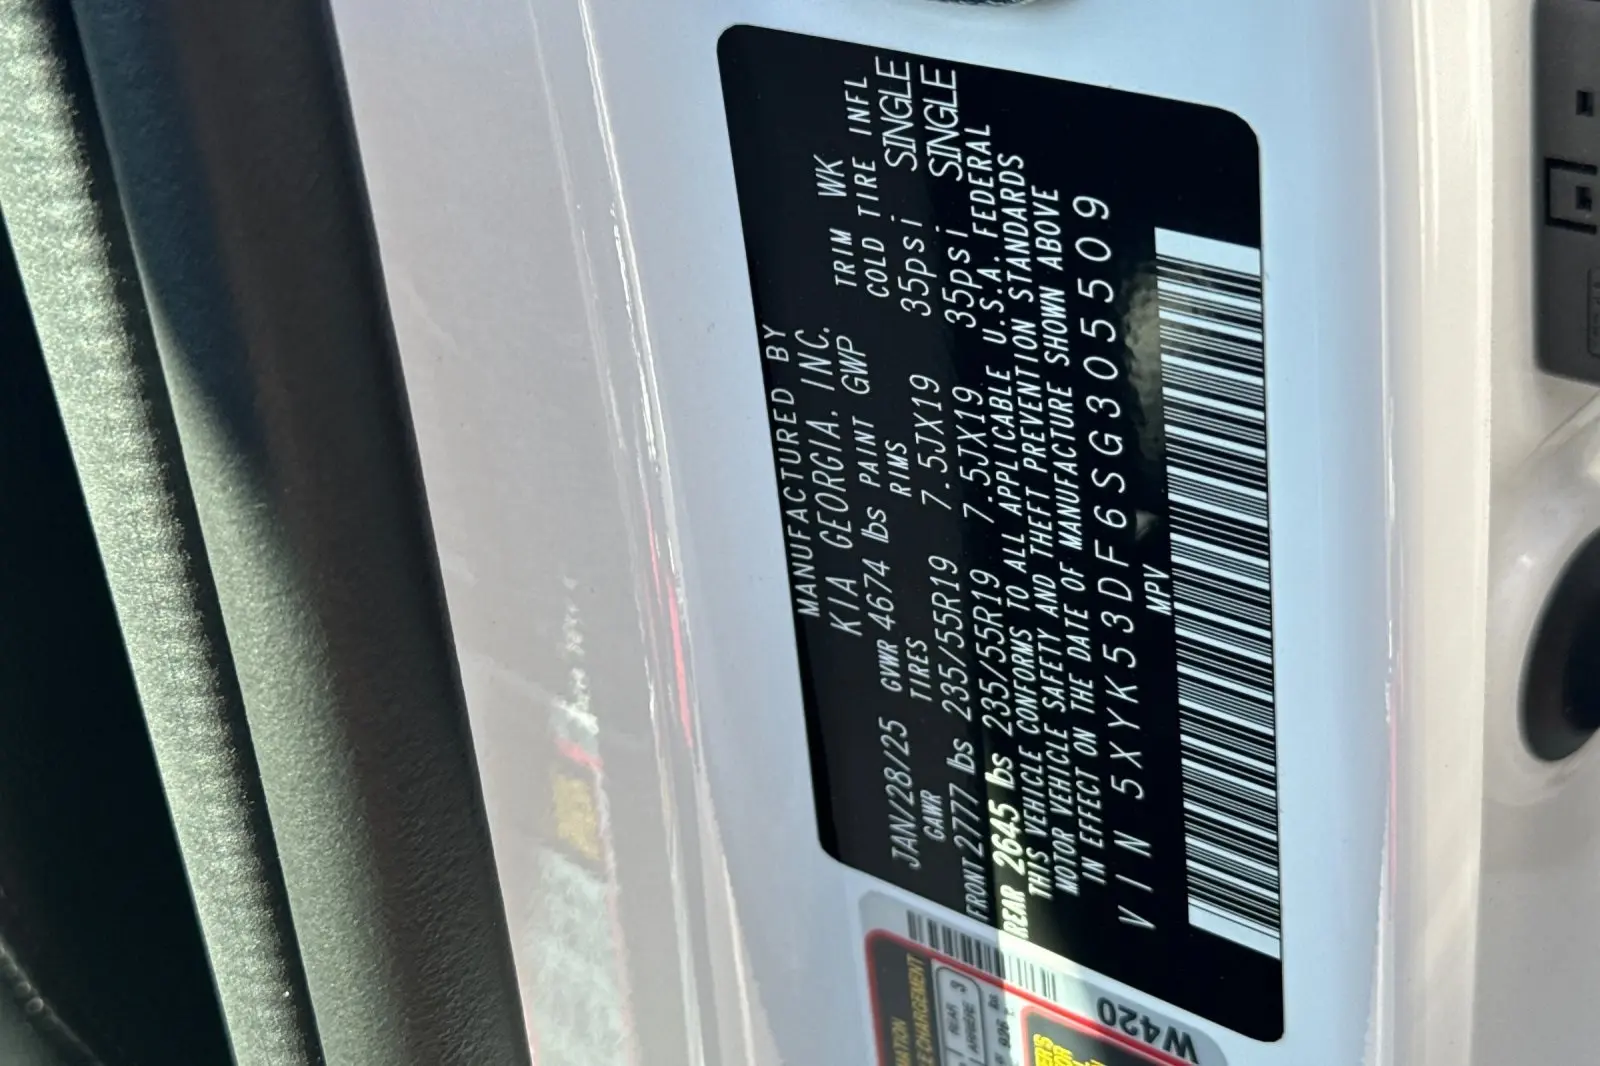 MANUFACTURED BY
KIA GEORGIA. INC.
JAN/28/25 GVWR 4674 lbs PAINT GWP TRIM WK
GAWR TIRES RIMS COLD TIRE INFL
FRONT 2777 lbs 235/55R19 7.5JX19 35psi SINGLE
REAR 2645 lbs 235/55R19 7.5JX19 35psi SINGLE
THIS VEHICLE CONFORMS TO ALL APPLICABLE U.S.A. FEDERAL
MOTOR VEHICLE SAFETY AND THEFT PREVENTION STANDARDS
IN EFFECT ON THE DATE OF MANUFACTURE SHOWN ABOVE
VIN 5XYK53DF6SG305509
MPV
W420
REAR 3
ARRIÈRE